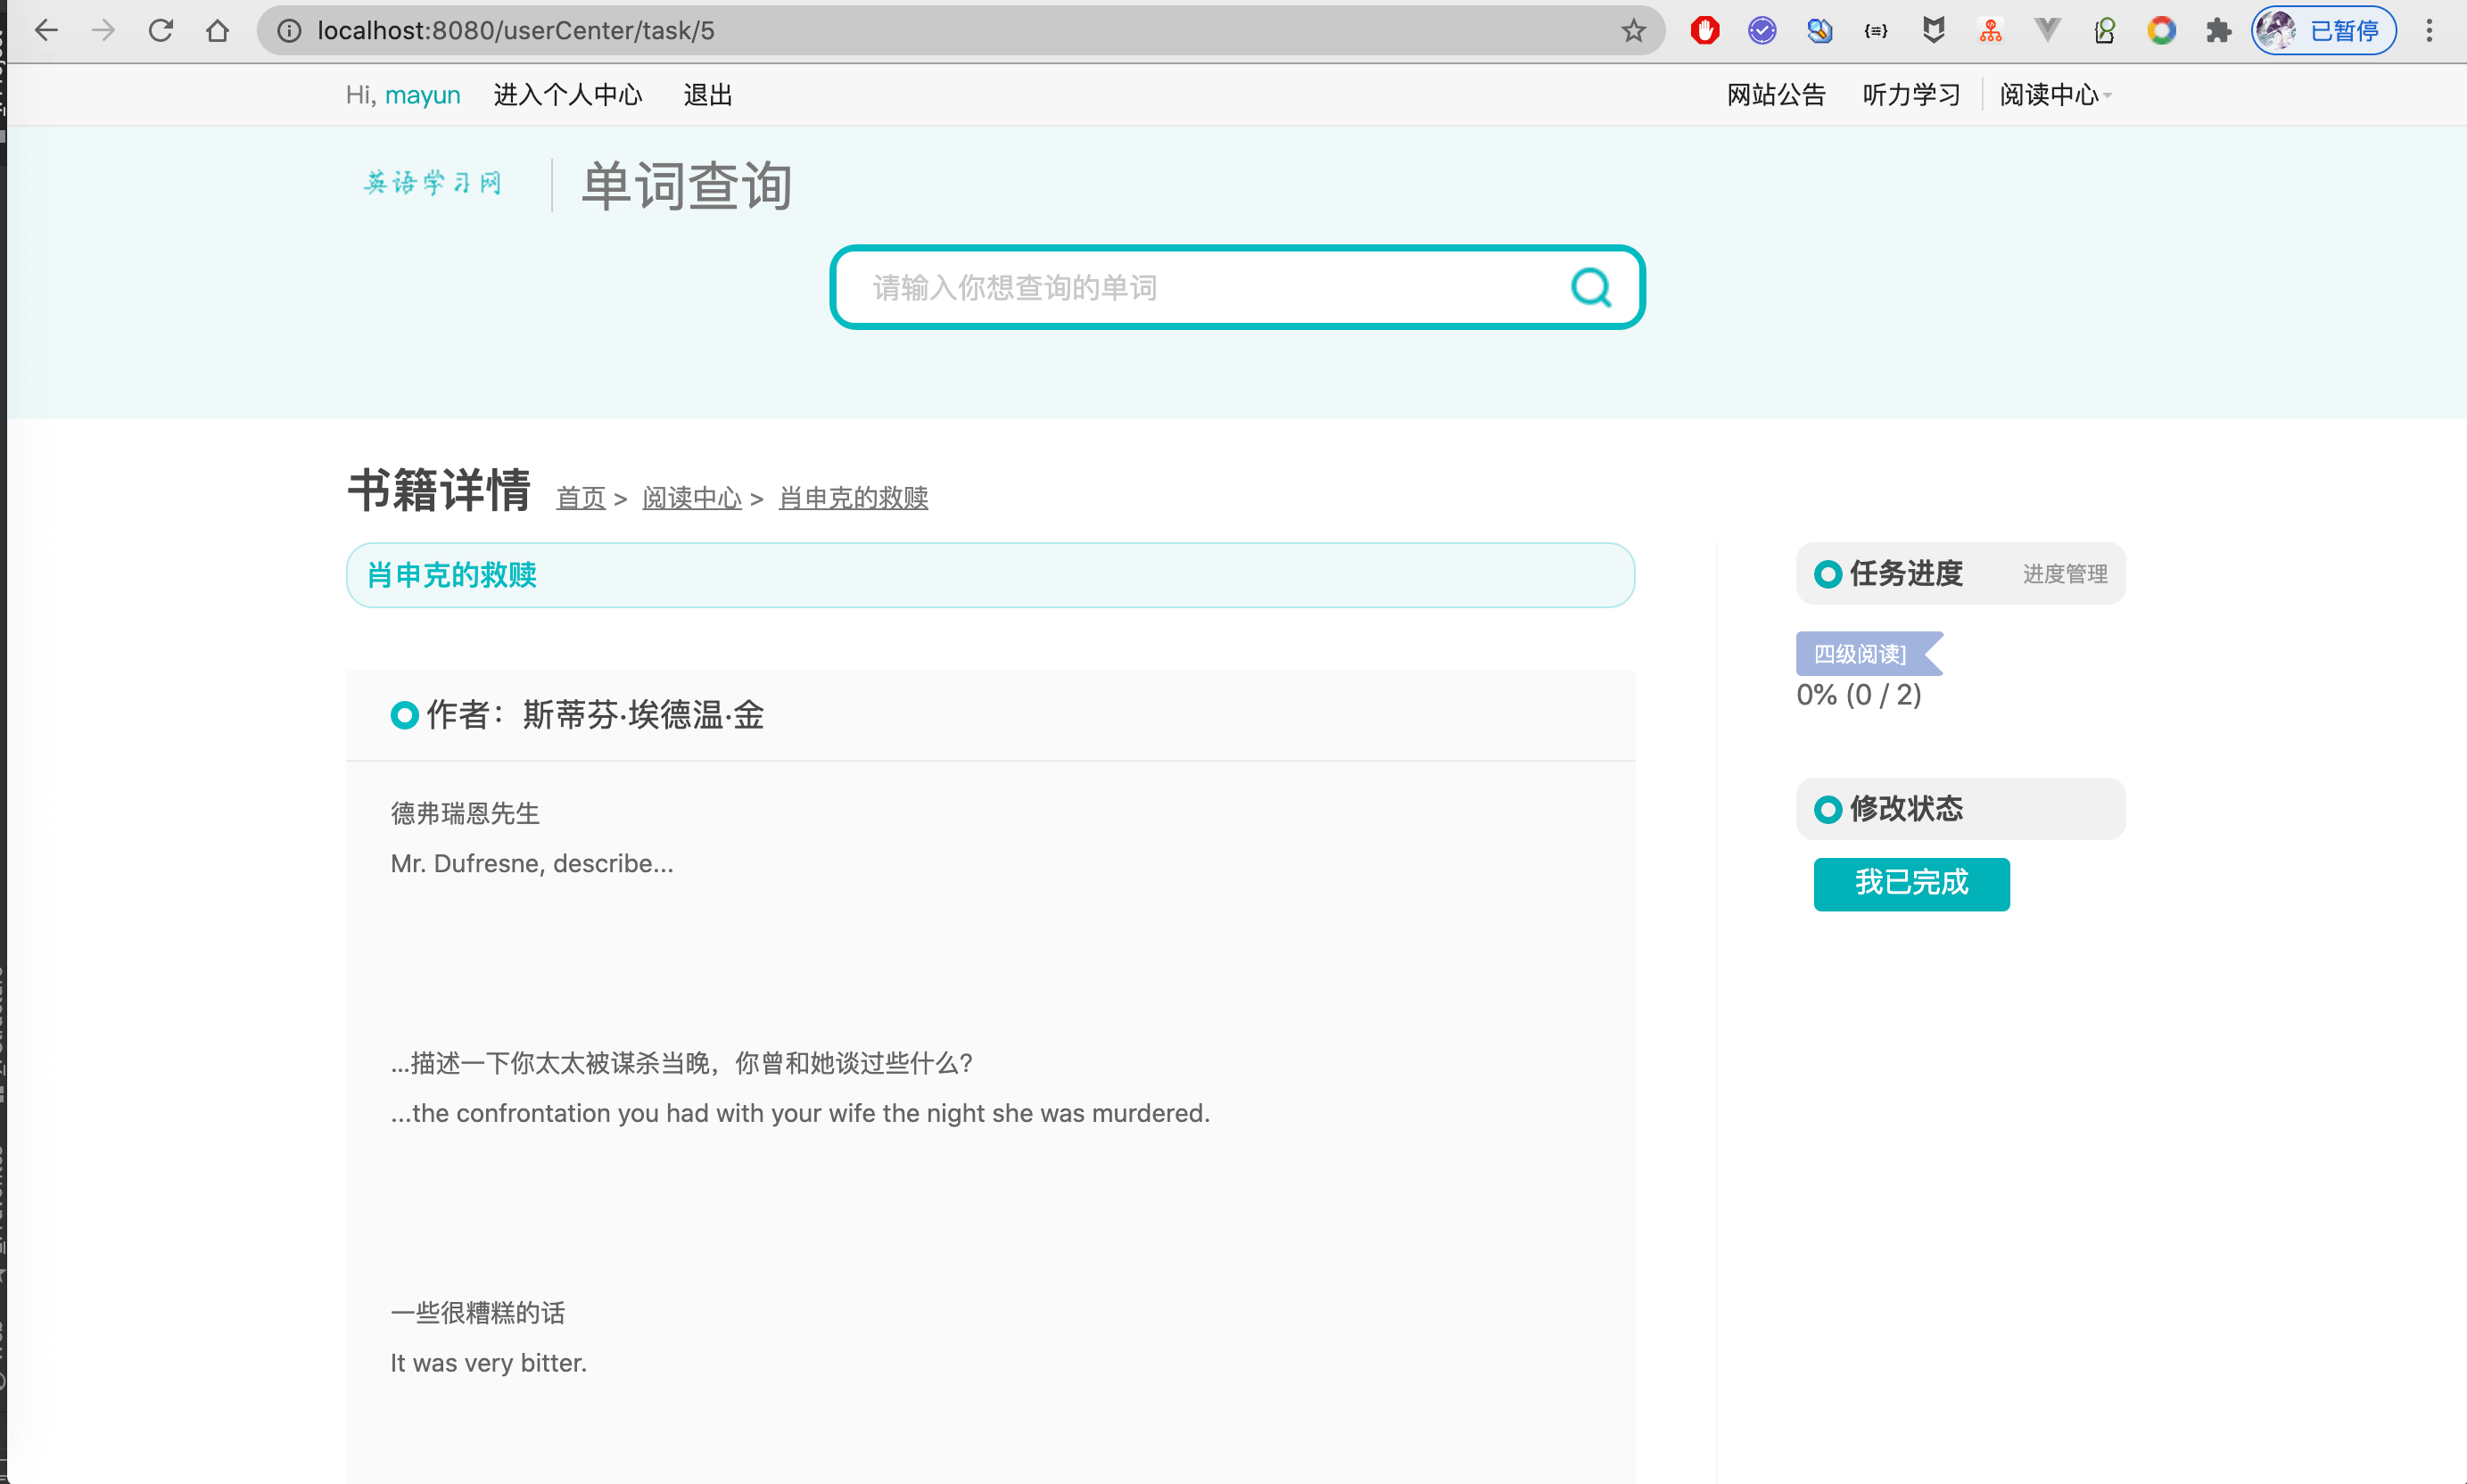 localhost:8080/userCenter/task/5
已暂停
Hi, mayun 进入个人中心 退出
网站公告 听力学习 阅读中心
英语学习网
单词查询
请输入你想查询的单词
书籍详情 首页 > 阅读中心 > 肖申克的救赎
肖申克的救赎
作者：斯蒂芬·埃德温·金
德弗瑞恩先生
Mr. Dufresne, describe...
...描述一下你太太被谋杀当晚，你曾和她谈过些什么?
...the confrontation you had with your wife the night she was murdered.
一些很糟糕的话
It was very bitter.
任务进度 进度管理
四级阅读]
0% (0 / 2)
修改状态
我已完成